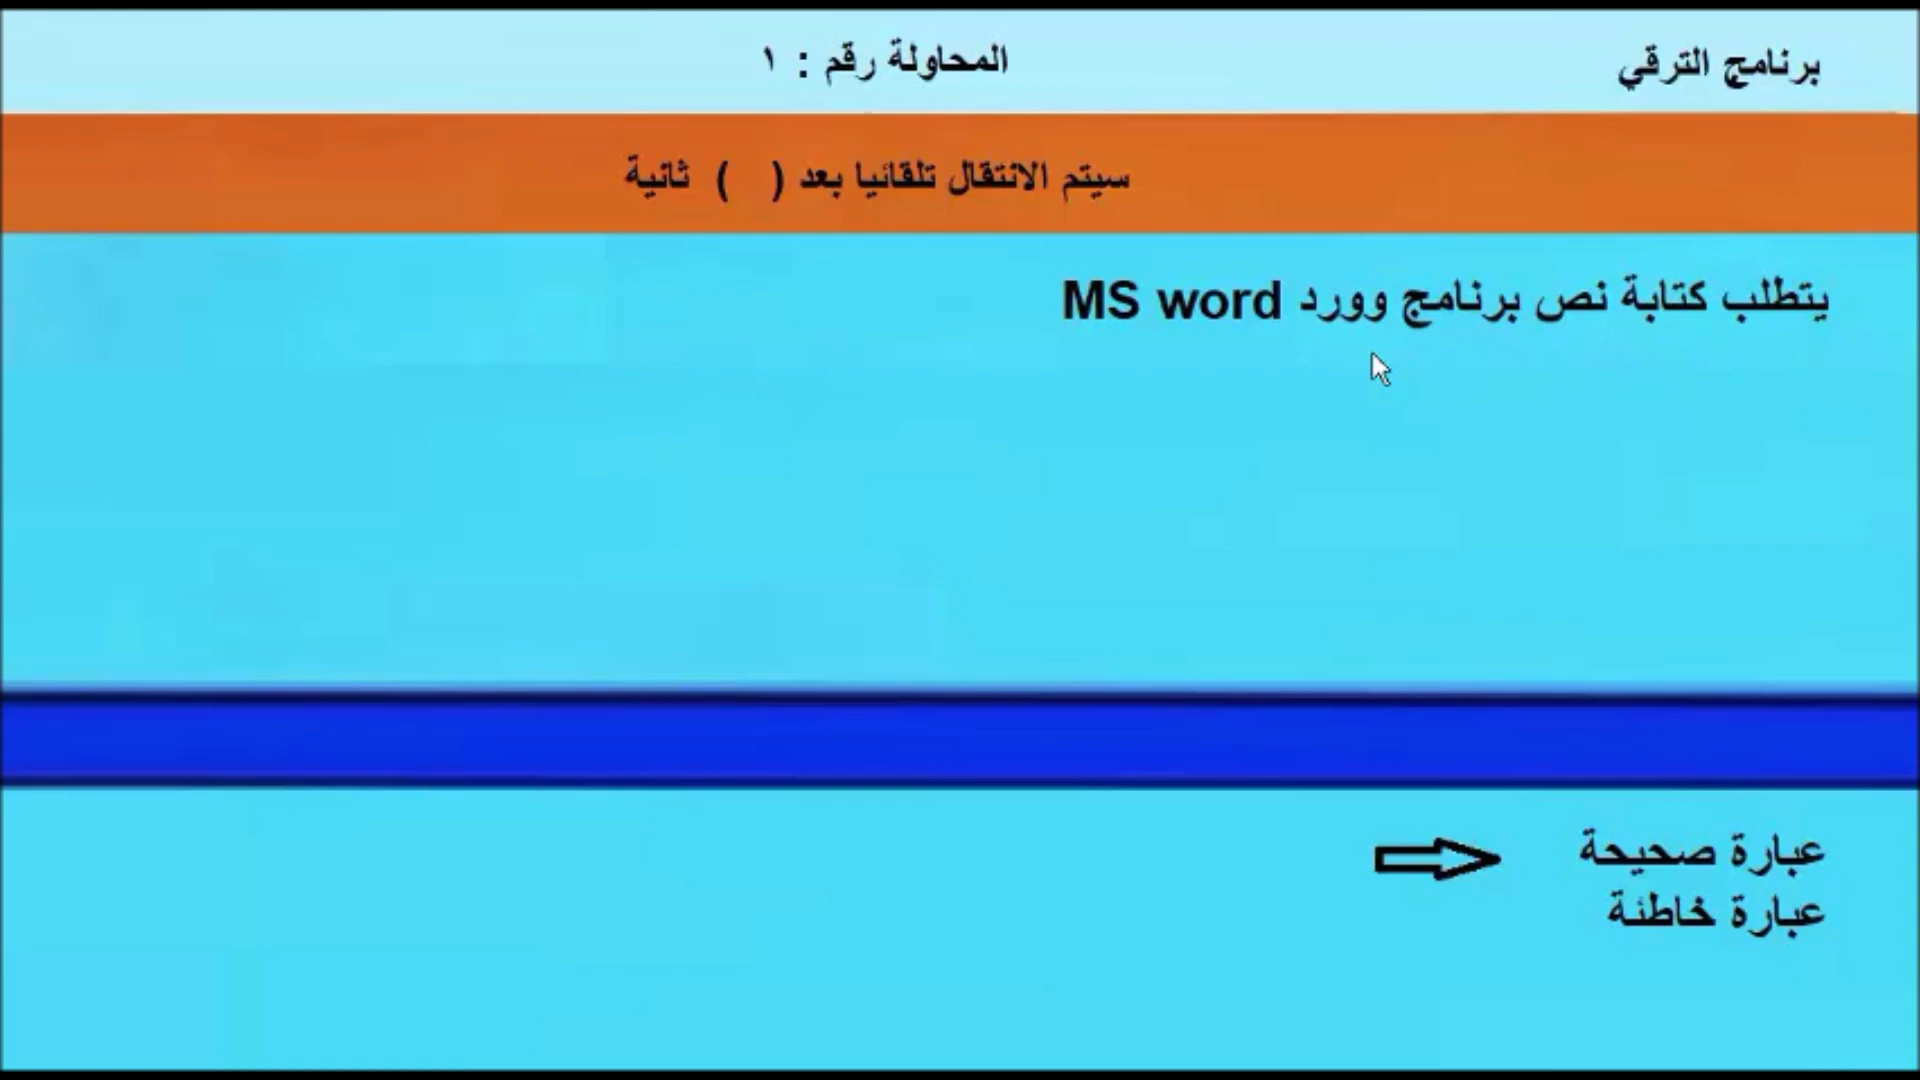 برنامج الترقي
المحاولة رقم : ١
سيتم الانتقال تلقائيا بعد ( ) ثانية
يتطلب كتابة نص برنامج وورد MS word
عبارة صحيحة
عبارة خاطئة